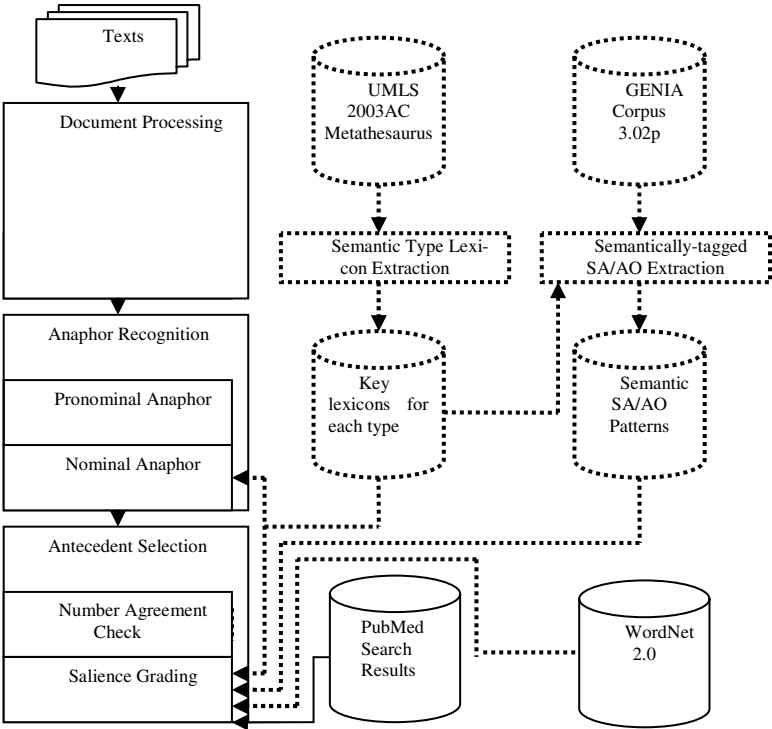 Texts
Document Processing
UMLS
2003AC
Metathesaurus
GENIA
Corpus
3.02p
Semantic Type Lexi-
con Extraction
Semantically-tagged
SA/AO Extraction
Anaphor Recognition
Pronominal Anaphor
Nominal Anaphor
Key
lexicons for
each type
Semantic
SA/AO
Patterns
Antecedent Selection
Number Agreement
Check
Salience Grading
PubMed
Search
Results
WordNet
2.0